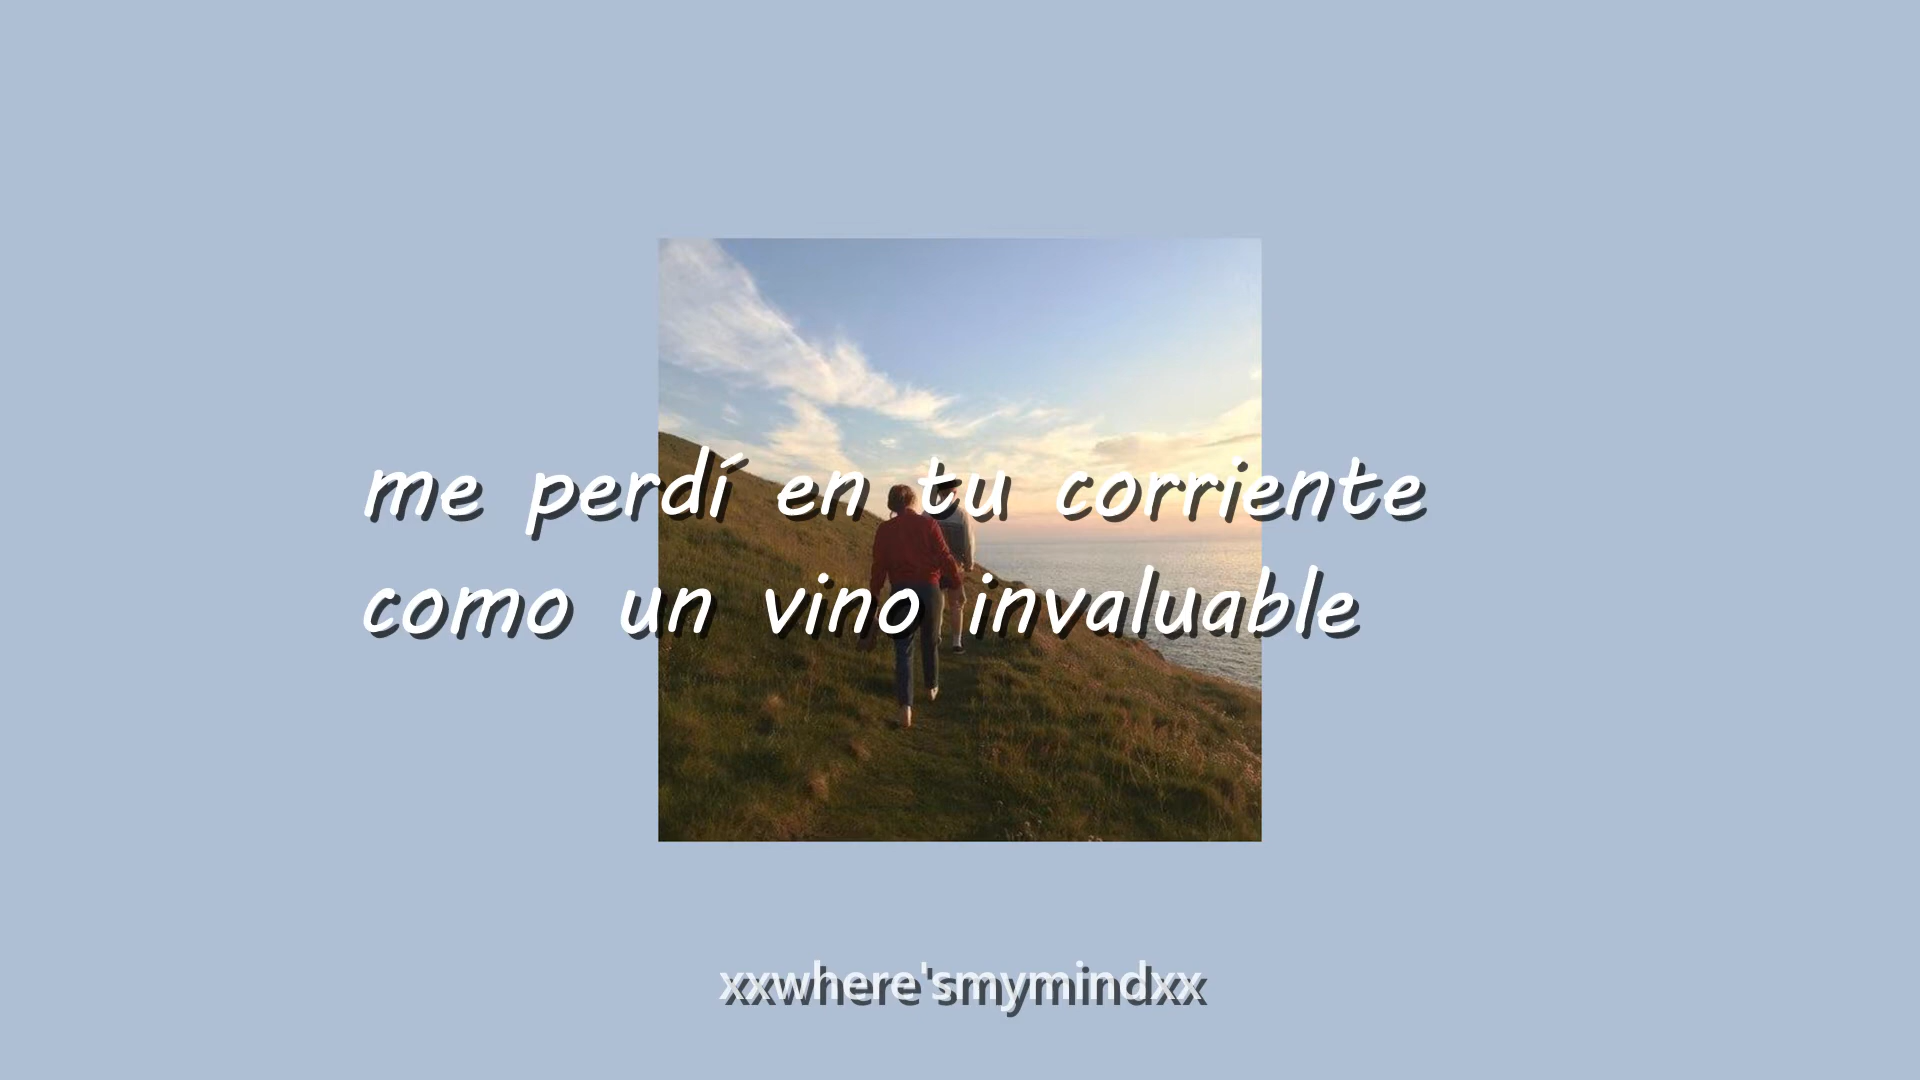 me perdí en tu corriente
como un vino invaluable
xxwhere'smymindxx